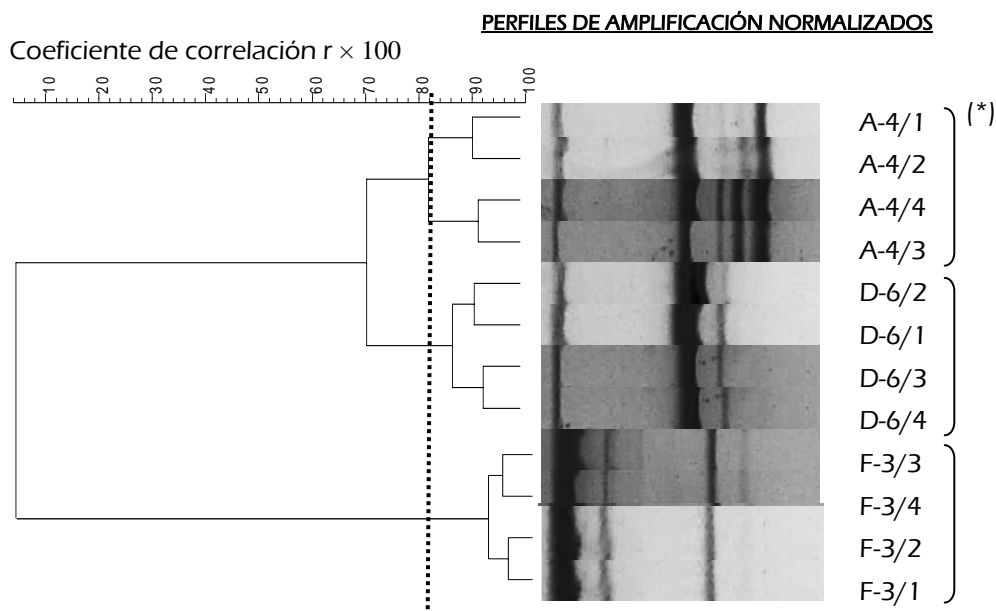 PERFILES DE AMPLIFICACIÓN NORMALIZADOS
Coeficiente de correlación r × 100
10 20 30 40 50 60 70 80 90 100
A-4/1
(*)
A-4/2
A-4/4
A-4/3
D-6/2
D-6/1
D-6/3
D-6/4
F-3/3
F-3/4
F-3/2
F-3/1